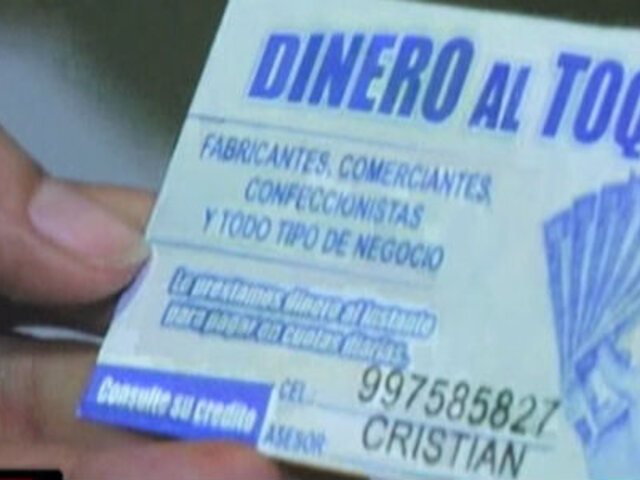 DINERO AL TOQ
FABRICANTES, COMERCIANTES,
CONFECCIONISTAS
Y TODO TIPO DE NEGOCIO
Le prestamos dinero al instante
para pagar en cuotas diarias.
Consulte su credito
CEL.: 997585827
ASESOR CRISTIAN